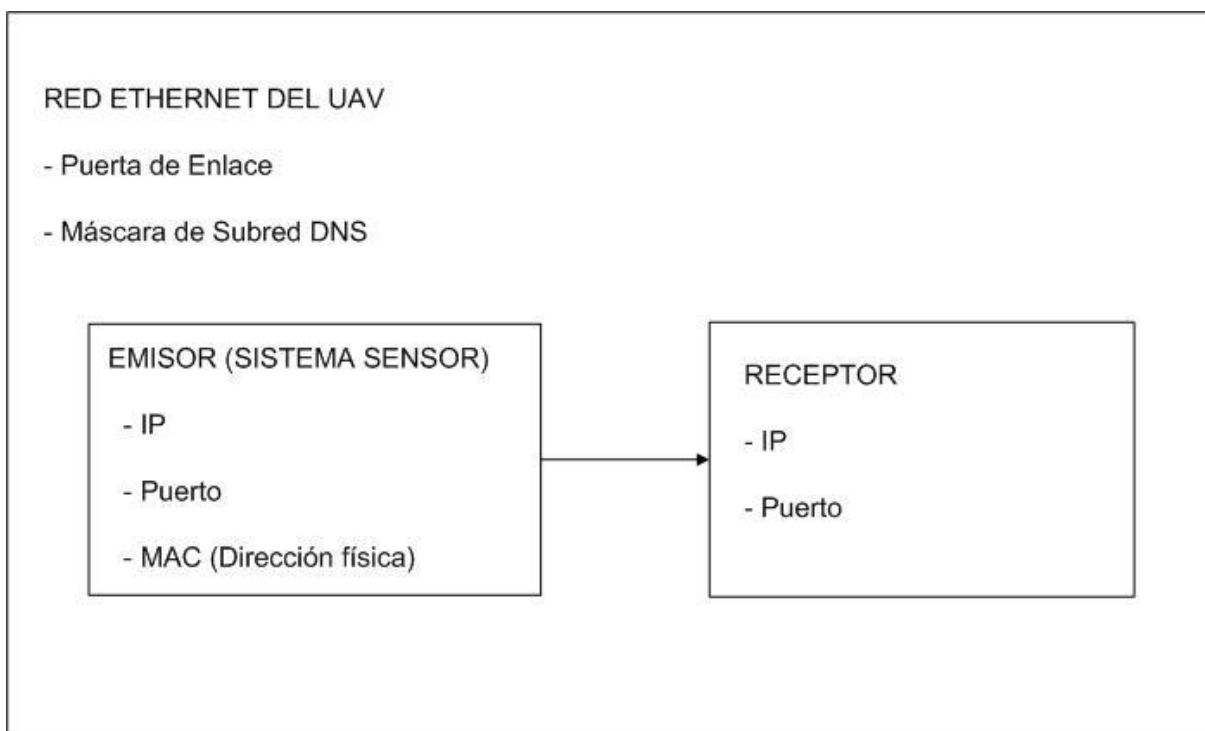 RED ETHERNET DEL UAV
- Puerta de Enlace
- Máscara de Subred DNS
EMISOR (SISTEMA SENSOR)
- IP
- Puerto
- MAC (Dirección física)
RECEPTOR
- IP
- Puerto